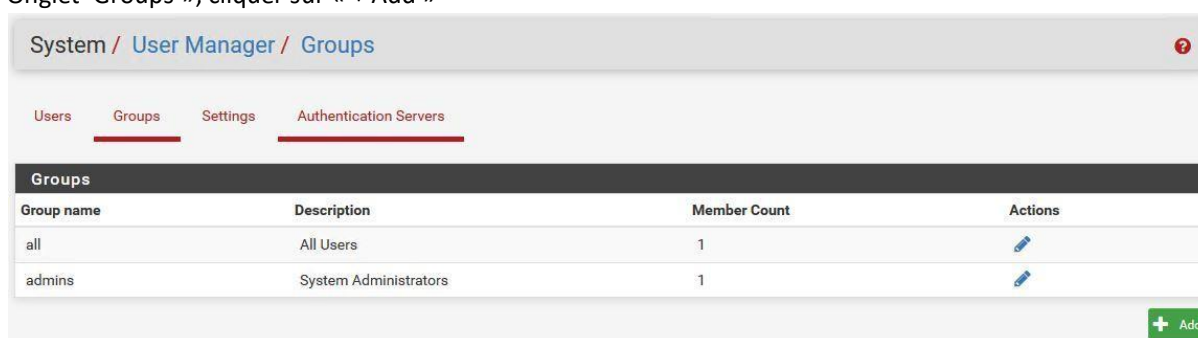 Onglet Groups », cliquer sur « + Add »
System / User Manager / Groups
Users Groups Settings Authentication Servers
Groups
Group name Description Member Count Actions
all All Users 1
admins System Administrators 1
+ Add